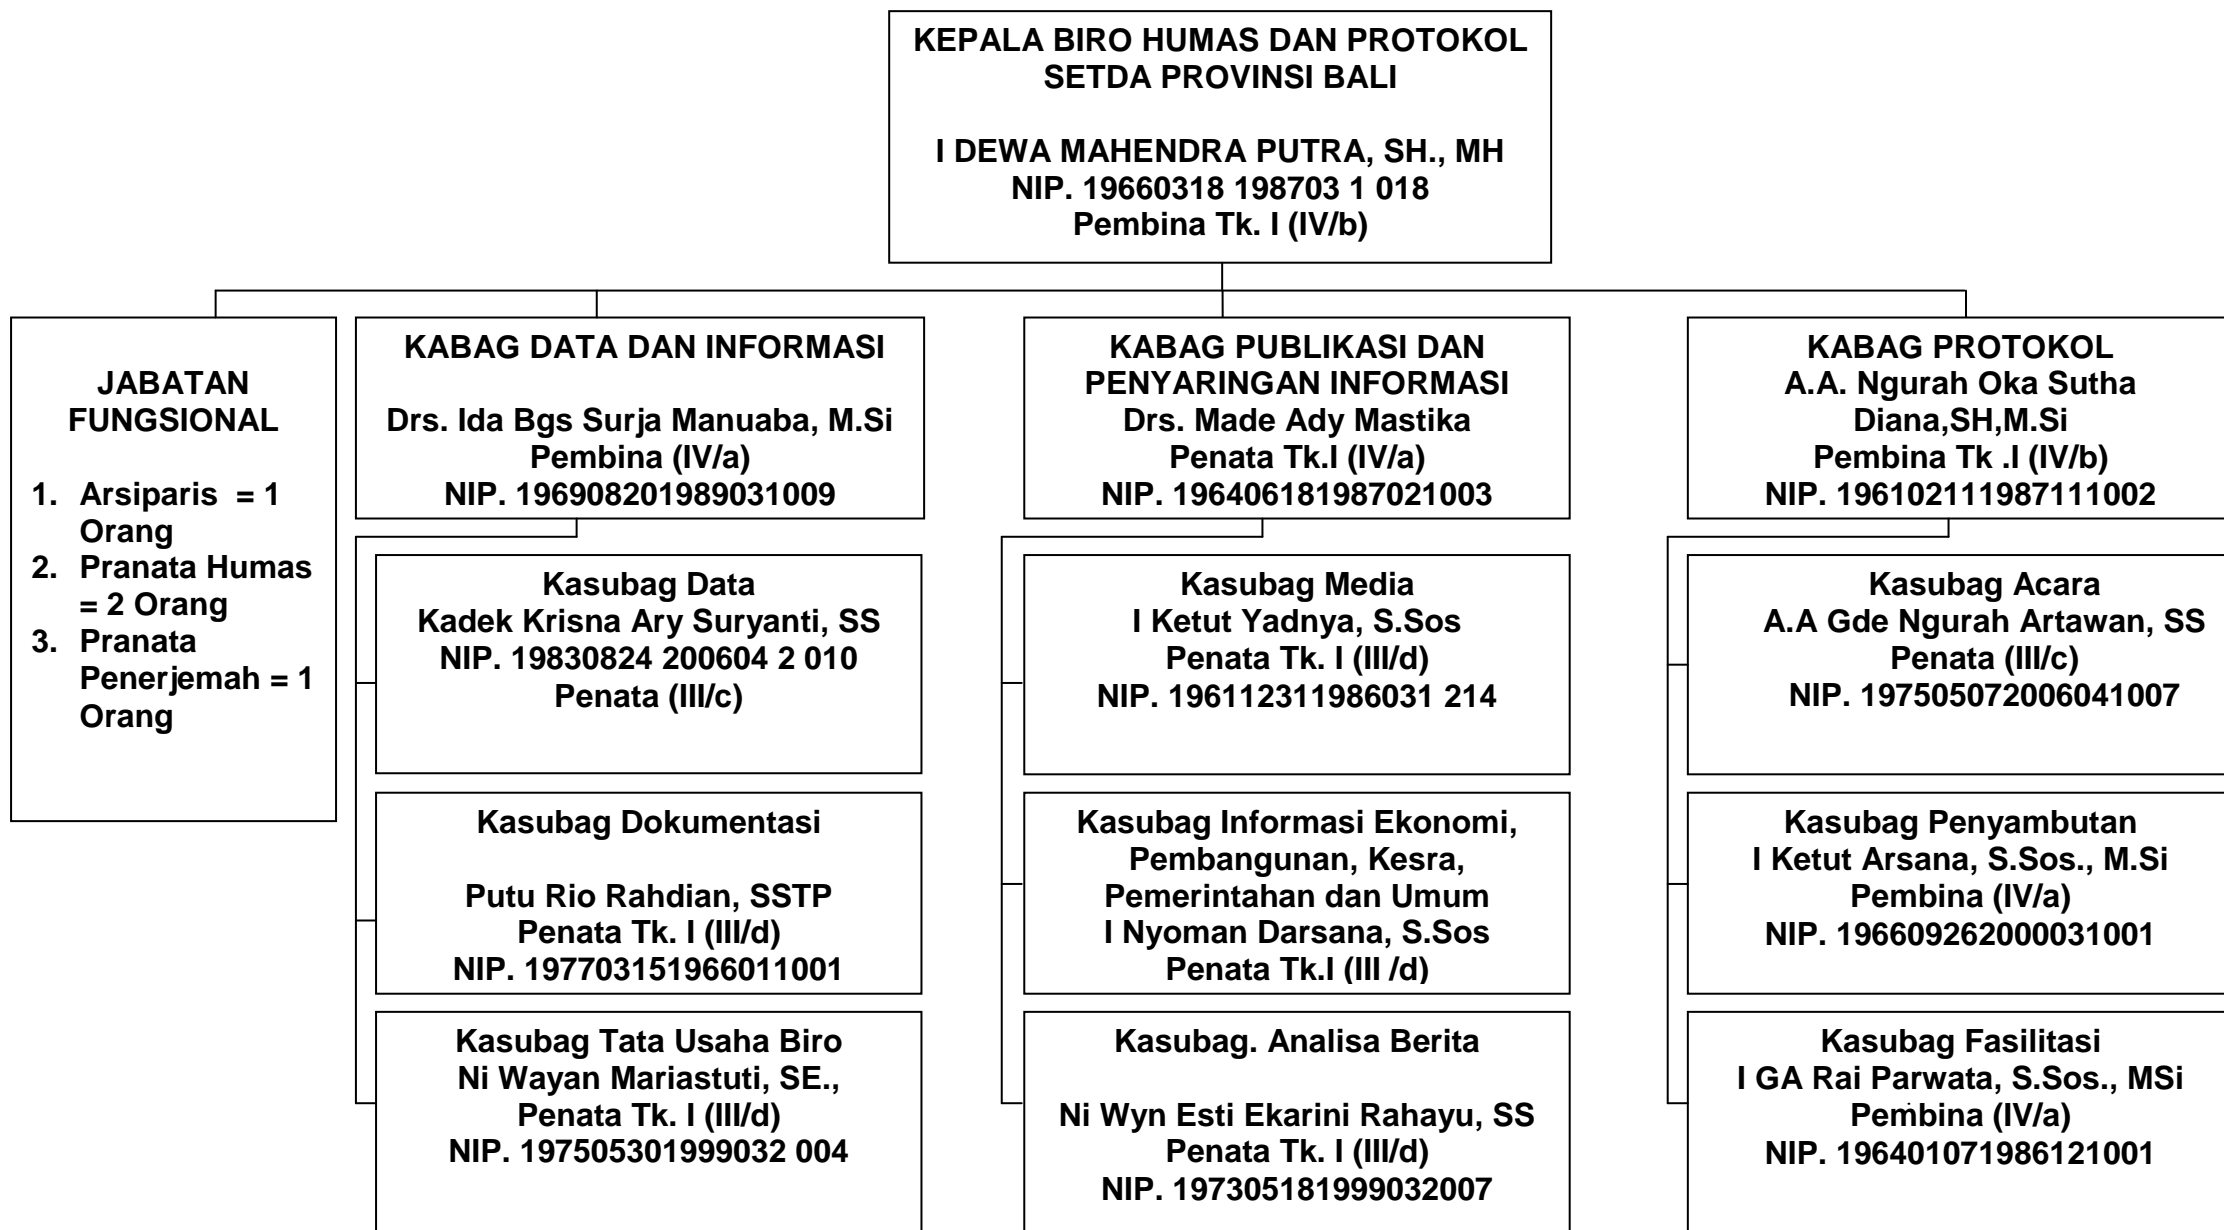 KEPALA BIRO HUMAS DAN PROTOKOL
SETDA PROVINSI BALI
I DEWA MAHENDRA PUTRA, SH., MH
NIP. 19660318 198703 1 018
Pembina Tk. I (IV/b)
JABATAN
FUNGSIONAL
1. Arsiparis = 1
Orang
2. Pranata Humas
= 2 Orang
3. Pranata
Penerjemah = 1
Orang
KABAG DATA DAN INFORMASI
Drs. Ida Bgs Surja Manuaba, M.Si
Pembina (IV/a)
NIP. 196908201989031009
Kasubag Data
Kadek Krisna Ary Suryanti, SS
NIP. 19830824 200604 2 010
Penata (III/c)
Kasubag Dokumentasi
Putu Rio Rahdian, SSTP
Penata Tk. I (III/d)
NIP. 197703151966011001
Kasubag Tata Usaha Biro
Ni Wayan Mariastuti, SE.,
Penata Tk. I (III/d)
NIP. 197505301999032 004
KABAG PUBLIKASI DAN
PENYARINGAN INFORMASI
Drs. Made Ady Mastika
Penata Tk.I (IV/a)
NIP. 196406181987021003
Kasubag Media
I Ketut Yadnya, S.Sos
Penata Tk. I (III/d)
NIP. 196112311986031 214
Kasubag Informasi Ekonomi,
Pembangunan, Kesra,
Pemerintahan dan Umum
I Nyoman Darsana, S.Sos
Penata Tk.I (III /d)
Kasubag. Analisa Berita
Ni Wyn Esti Ekarini Rahayu, SS
Penata Tk. I (III/d)
NIP. 197305181999032007
KABAG PROTOKOL
A.A. Ngurah Oka Sutha
Diana,SH,M.Si
Pembina Tk .I (IV/b)
NIP. 196102111987111002
Kasubag Acara
A.A Gde Ngurah Artawan, SS
Penata (III/c)
NIP. 197505072006041007
Kasubag Penyambutan
I Ketut Arsana, S.Sos., M.Si
Pembina (IV/a)
NIP. 196609262000031001
Kasubag Fasilitasi
I GA Rai Parwata, S.Sos., MSi
Pembina (IV/a)
NIP. 196401071986121001